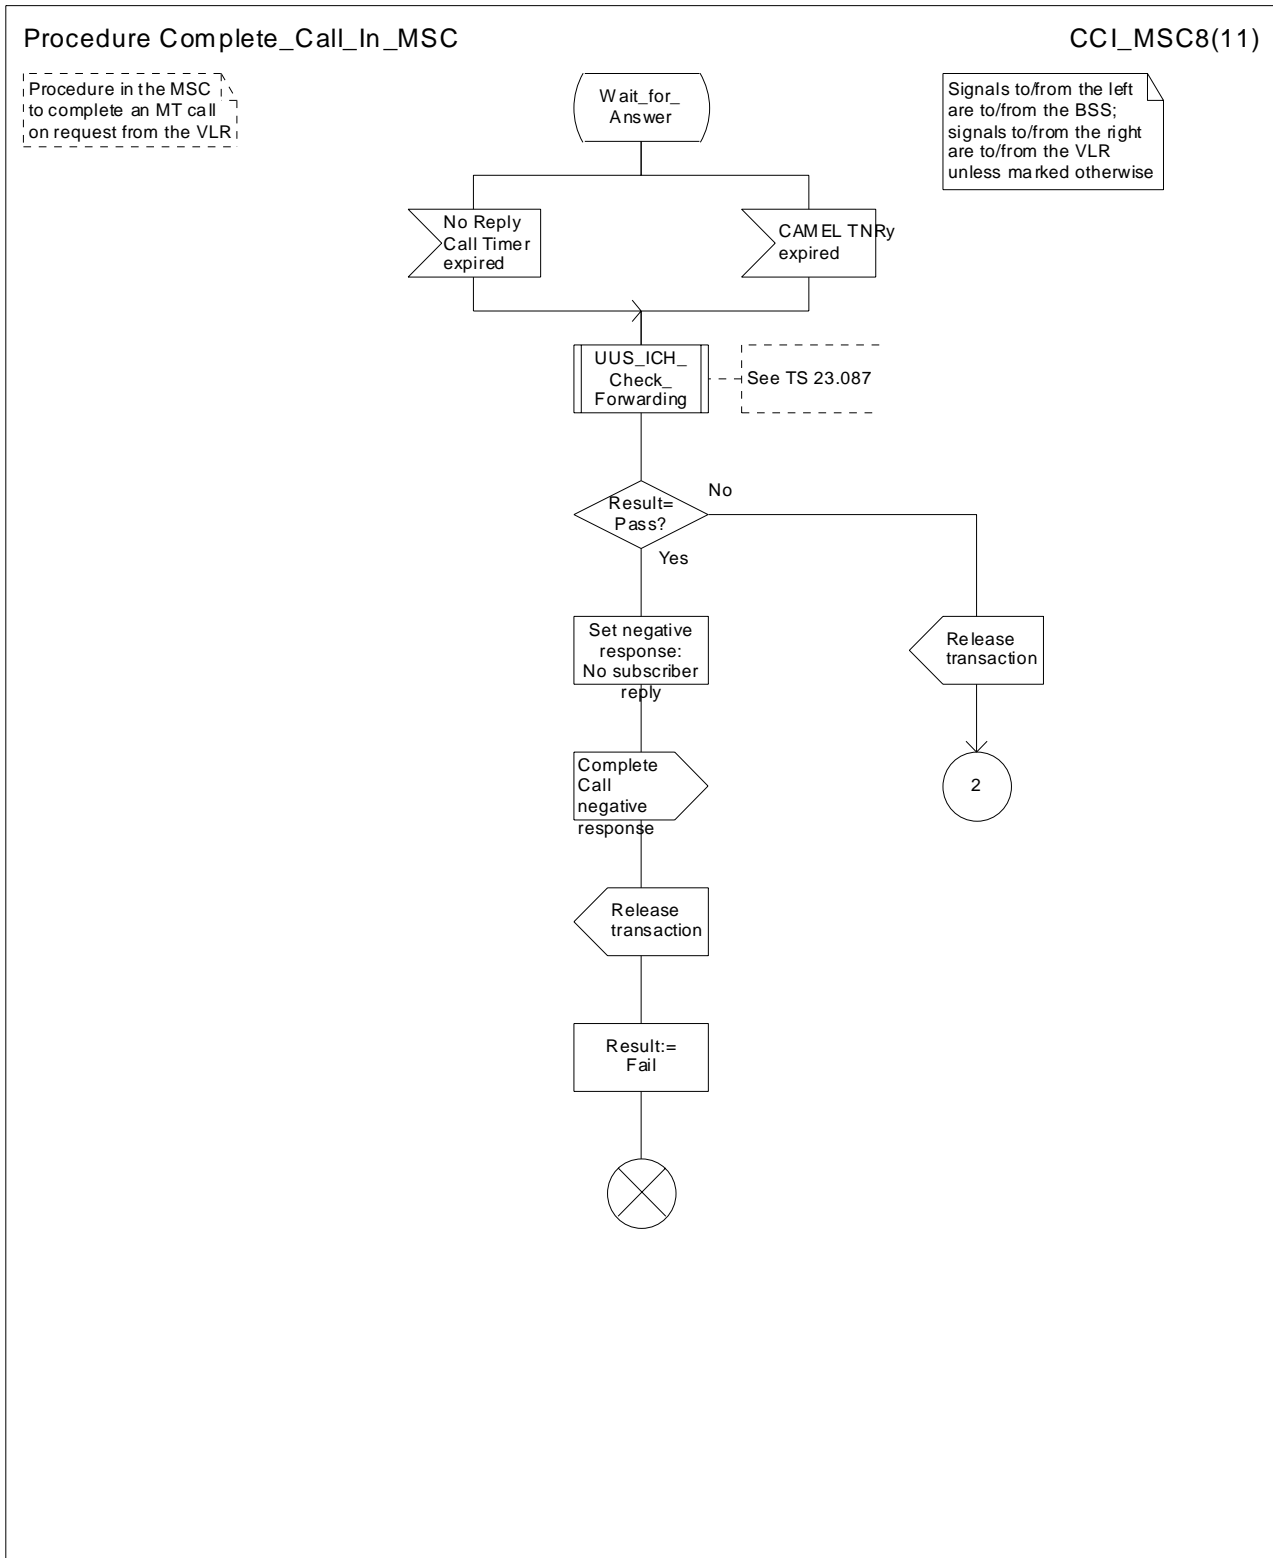 Procedure Complete_Call_In_MSC
CCI_MSC8(11)
Procedure in the MSC
to complete an MT call
on request from the VLR
Wait_for_
Answer
Signals to/from the left
are to/from the BSS;
signals to/from the right
are to/from the VLR
unless marked otherwise
No Reply
Call Timer
expired
CAMEL TNRy
expired
UUS_ICH_
Check_
Forwarding
See TS 23.087
Result=
Pass?
No
Yes
Set negative
response:
No subscriber
reply
Release
transaction
Complete
Call
negative
response
2
Release
transaction
Result:=
Fail